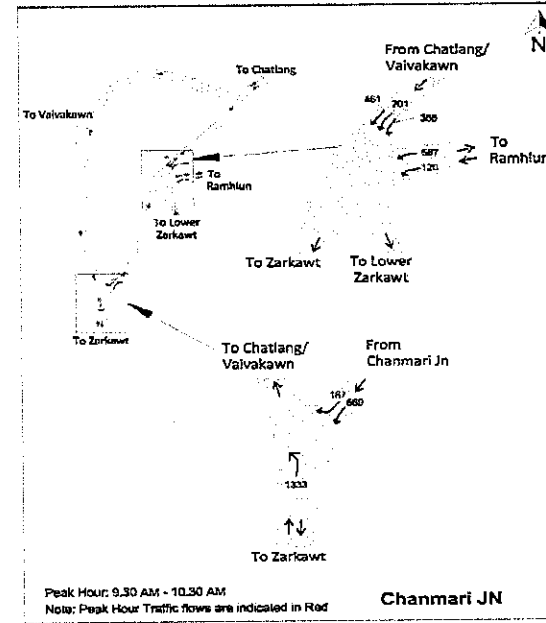 N
From Chatlang/
Vaivakawn
To Chatlang
To Vaivakawn
461
201
388
587
120
To
Ramhlun
To
Ramhlun
To Lower
Zarkawt
To Zarkawt
To Lower
Zarkawt
To Zarkawt
To Chatlang/
Vaivakawn
From
Chanmari Jn
167
660
1333
To Zarkawt
Peak Hour: 9.30 AM - 10.30 AM
Note: Peak Hour Traffic flows are indicated in Red
Chanmari JN